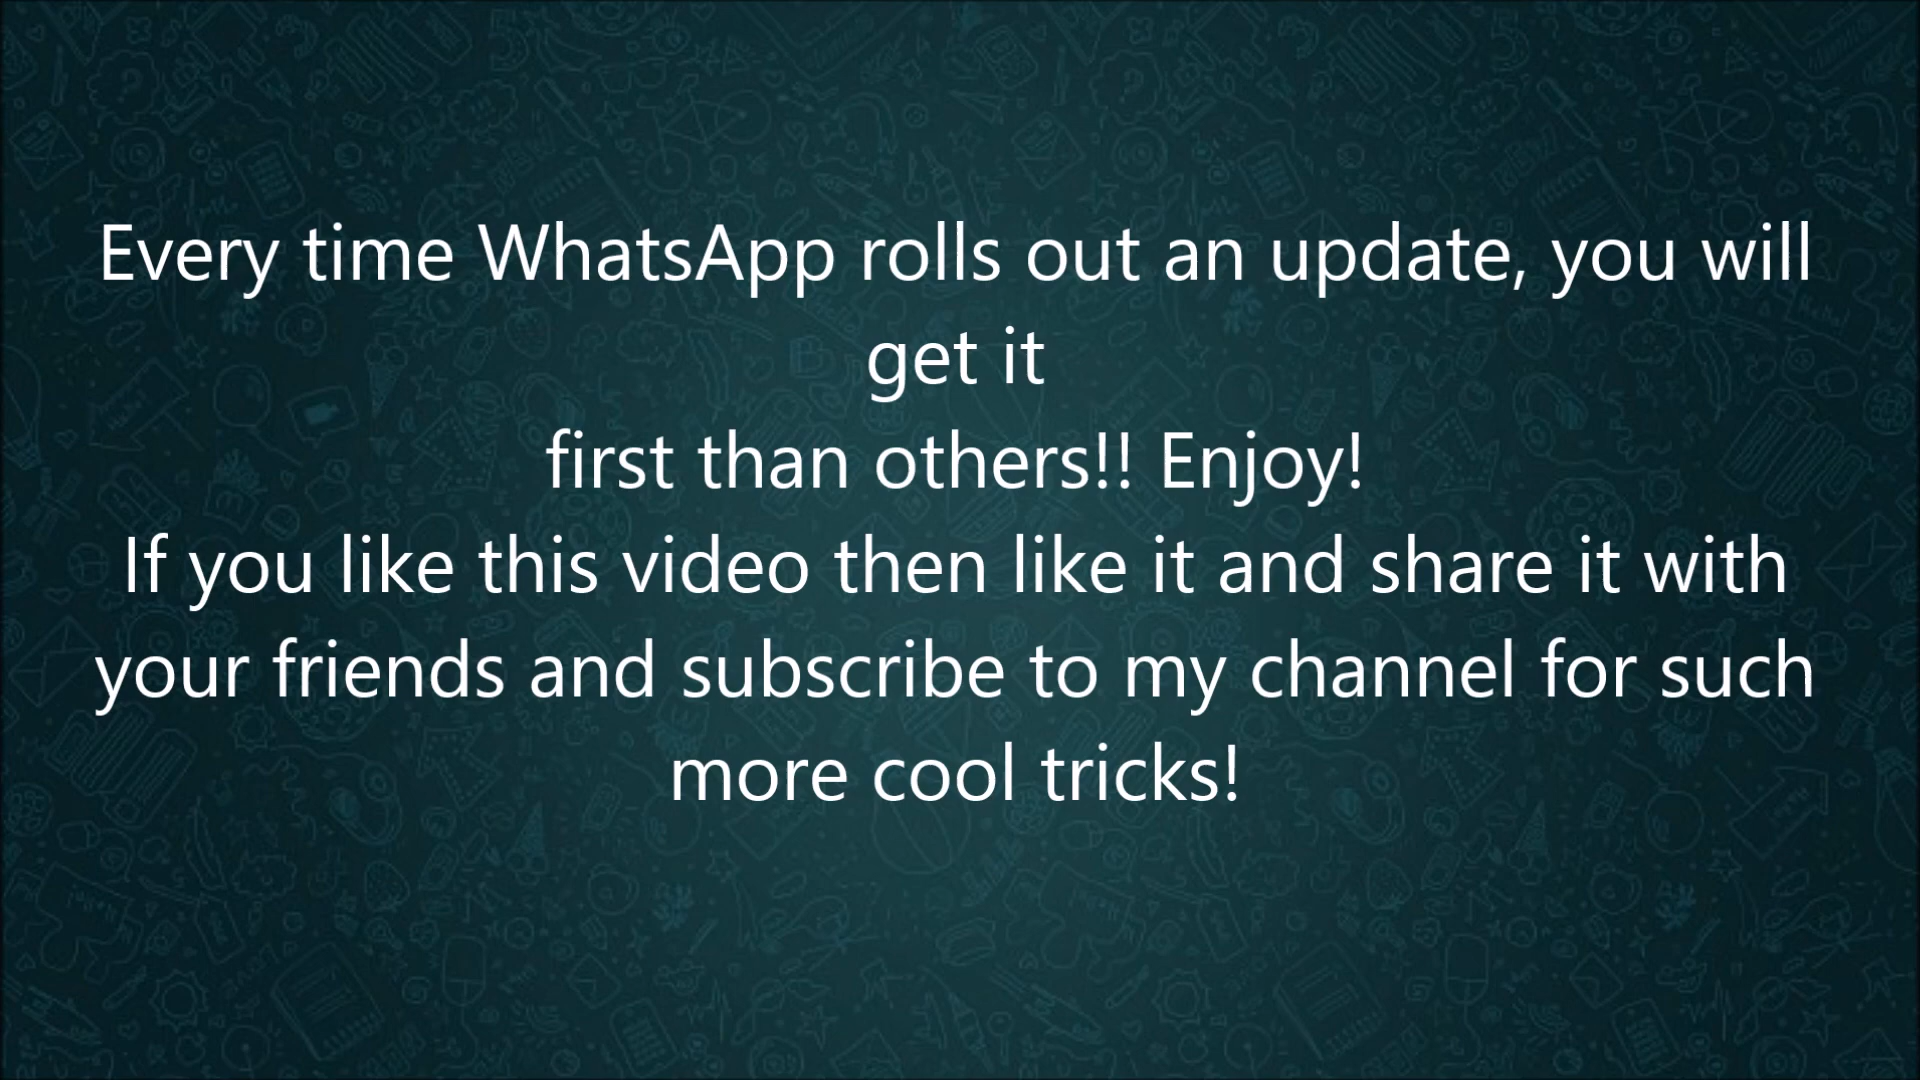 Every time WhatsApp rolls out an update, you will
get it
first than others!! Enjoy!
If you like this video then like it and share it with
your friends and subscribe to my channel for such
more cool tricks!